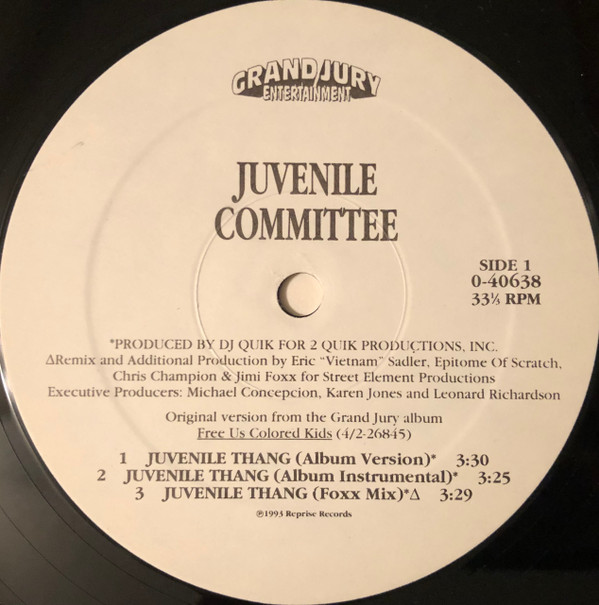 GRAND JURY
ENTERTAINMENT
JUVENILE
COMMITTEE
SIDE 1
0-40638
33⅓ RPM
*PRODUCED BY DJ QUIK FOR 2 QUIK PRODUCTIONS, INC.
ΔRemix and Additional Production by Eric "Vietnam" Sadler, Epitome Of Scratch,
Chris Champion & Jimi Foxx for Street Element Productions
Executive Producers: Michael Concepcion, Karen Jones and Leonard Richardson
Original version from the Grand Jury album
Free Us Colored Kids (4/2-26845)
1 JUVENILE THANG (Album Version)* 3:30
2 JUVENILE THANG (Album Instrumental)* 3:25
3 JUVENILE THANG (Foxx Mix)*Δ 3:29
℗1993 Reprise Records